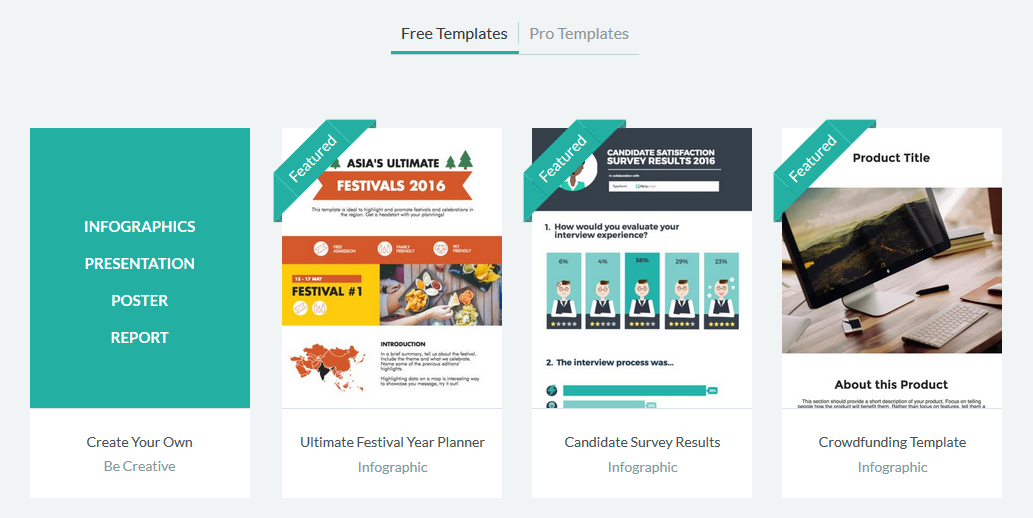 Free Templates
Pro Templates
INFOGRAPHICS
PRESENTATION
POSTER
REPORT
Create Your Own
Be Creative
Featured
ASIA'S ULTIMATE
FESTIVALS 2016
This template is ideal to highlight and promote festivals and celebrations in
the region. Get a headstart with your plannings!
FREE
ADMISSION
FAMILY
FRIENDLY
PET
FRIENDLY
15 - 17 MAY
FESTIVAL #1
INTRODUCTION
In a brief summary, tell us about the festival.
Include the theme and what we celebrate.
Name some of the previous editions'
highlights.
Highlighting data on a map is interesting way
to showcase you message, try it out!
Ultimate Festival Year Planner
Infographic
Featured
CANDIDATE SATISFACTION
SURVEY RESULTS 2016
In collaboration with
Typeform
1. How would you evaluate your
interview experience?
6%
4%
38%
29%
23%
2. The interview process was...
Candidate Survey Results
Infographic
Featured
Product Title
About this Product
This section should provide a short description of your product. Focus on telling
people how the product will benefit them. Rather than focus on features, tell them a
Crowdfunding Template
Infographic